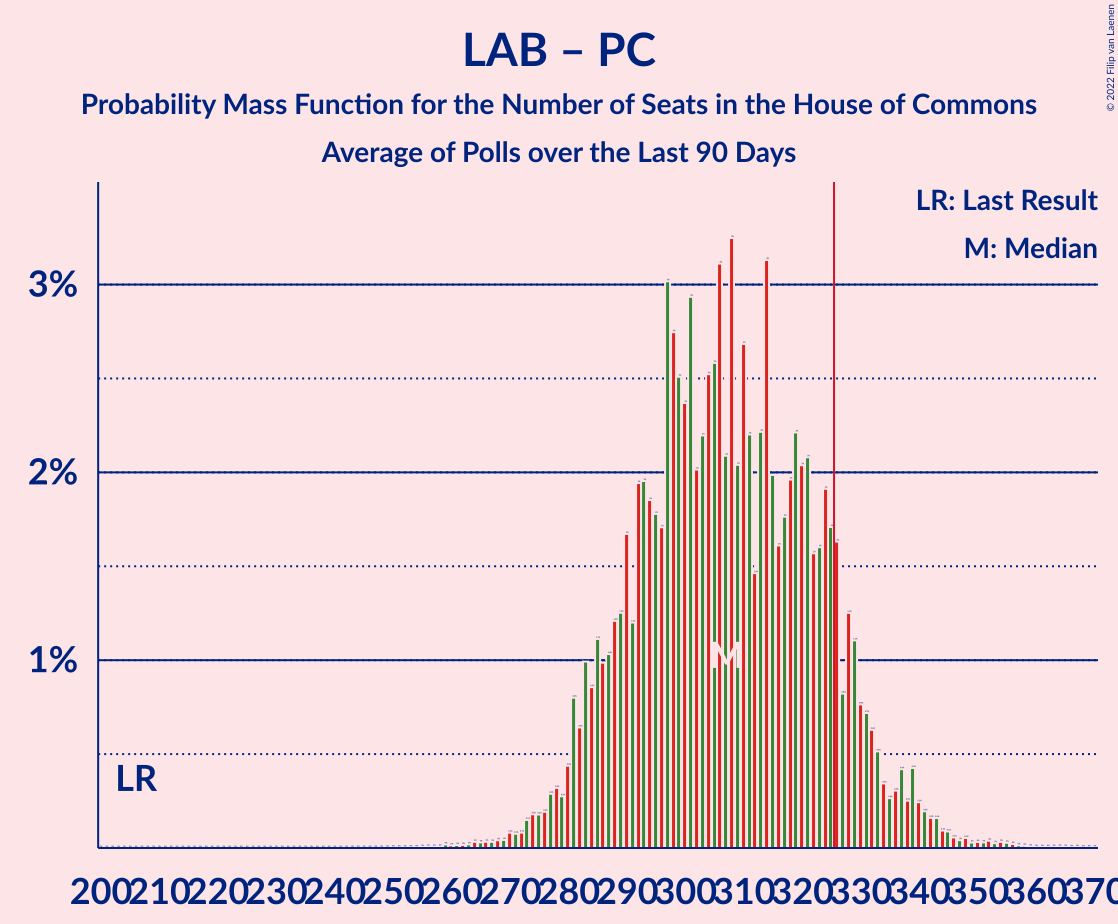 LAB – PC
Probability Mass Function for the Number of Seats in the House of Commons
Average of Polls over the Last 90 Days
© 2022 Filip van Laenen
LR: Last Result
M: Median
3%
2%
1%
LR
M
200 210 220 230 240 250 260 270 280 290 300 310 320 330 340 350 360 370